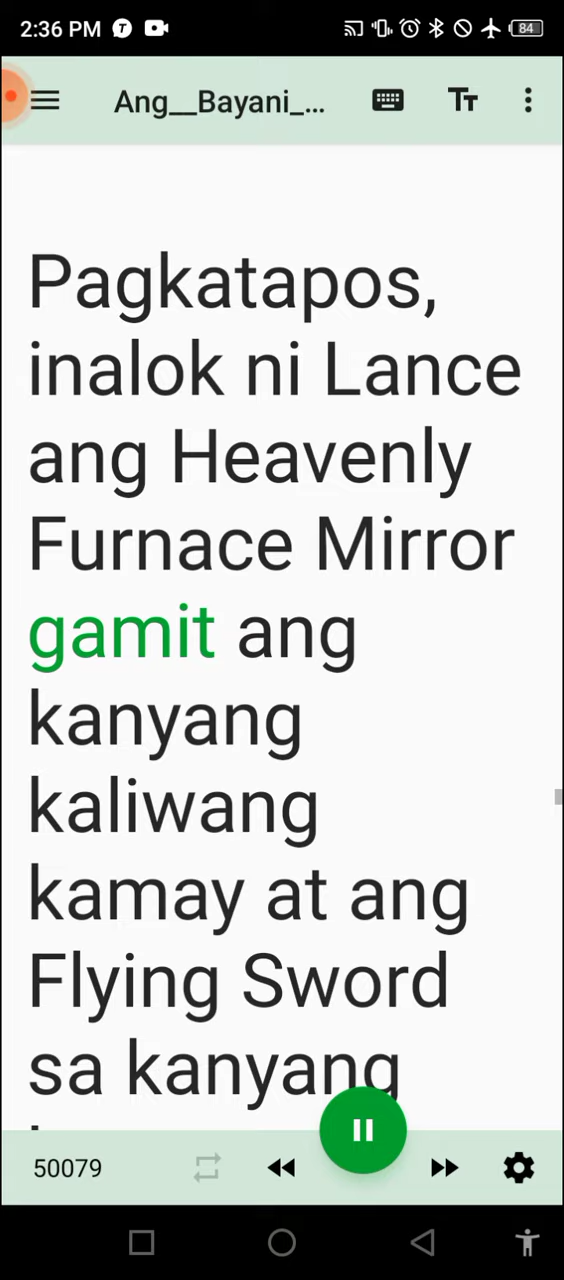 2:36 PM
84
Ang__Bayani_...
Pagkatapos,
inalok ni Lance
ang Heavenly
Furnace Mirror
gamit ang
kanyang
kaliwang
kamay at ang
Flying Sword
sa kanyang
50079